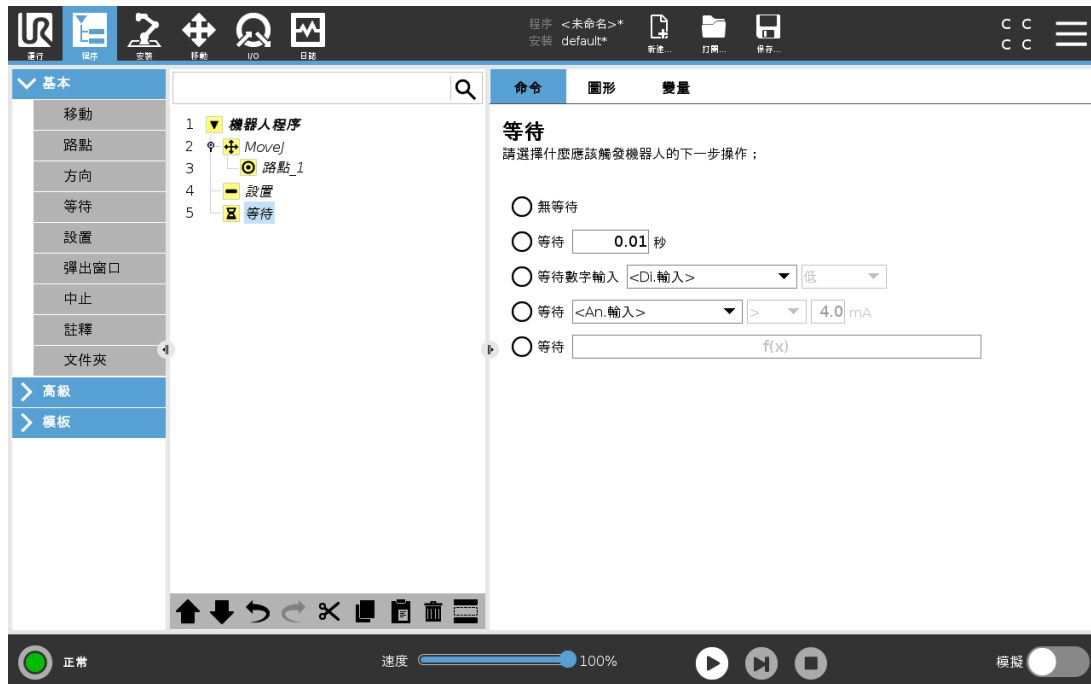 UR
程序 <未命名>*
安裝 default*
運行 程序 安裝 移動 I/O 日誌
新建... 打開... 保存...
C C
C C
基本
移動
路點
方向
等待
設置
彈出窗口
中止
註釋
文件夾
高級
模板
1 機器人程序
2 MoveJ
3 路點_1
4 設置
5 等待
命令 圖形 變量
等待
請選擇什麼應該觸發機器人的下一步操作；
無等待
等待 0.01 秒
等待數字輸入 <Di.輸入> 低
等待 <An.輸入> > 4.0 mA
等待 f(x)
正常
速度 100%
模擬